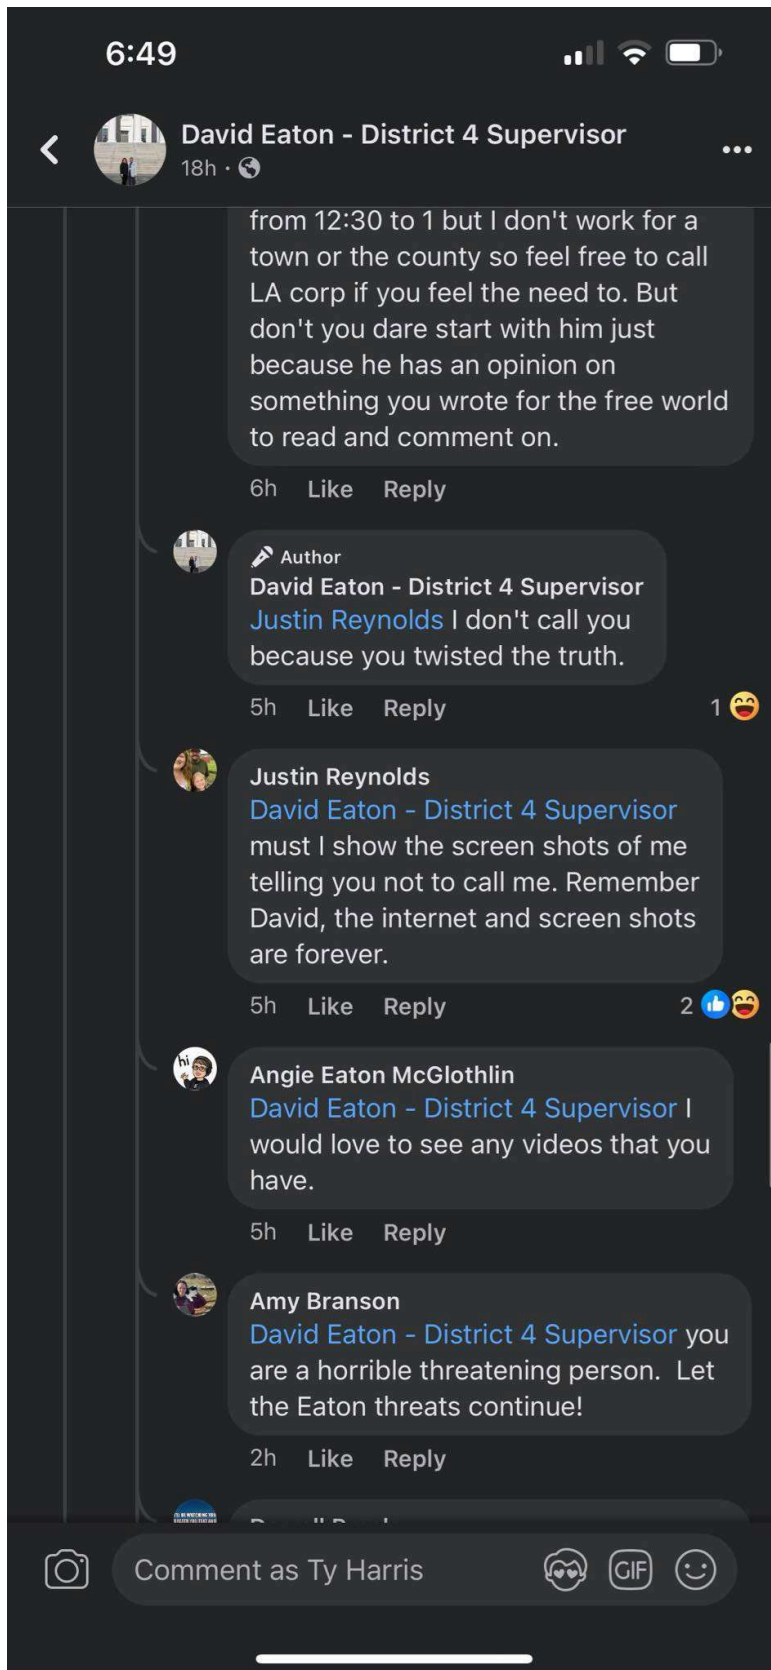 6:49
David Eaton - District 4 Supervisor
18h ·
from 12:30 to 1 but I don't work for a
town or the county so feel free to call
LA corp if you feel the need to. But
don't you dare start with him just
because he has an opinion on
something you wrote for the free world
to read and comment on.
6h Like Reply
Author
David Eaton - District 4 Supervisor
Justin Reynolds I don't call you
because you twisted the truth.
5h Like Reply 1
Justin Reynolds
David Eaton - District 4 Supervisor
must I show the screen shots of me
telling you not to call me. Remember
David, the internet and screen shots
are forever.
5h Like Reply 2
hi
Angie Eaton McGlothlin
David Eaton - District 4 Supervisor I
would love to see any videos that you
have.
5h Like Reply
Amy Branson
David Eaton - District 4 Supervisor you
are a horrible threatening person.  Let
the Eaton threats continue!
2h Like Reply
Comment as Ty Harris
GIF